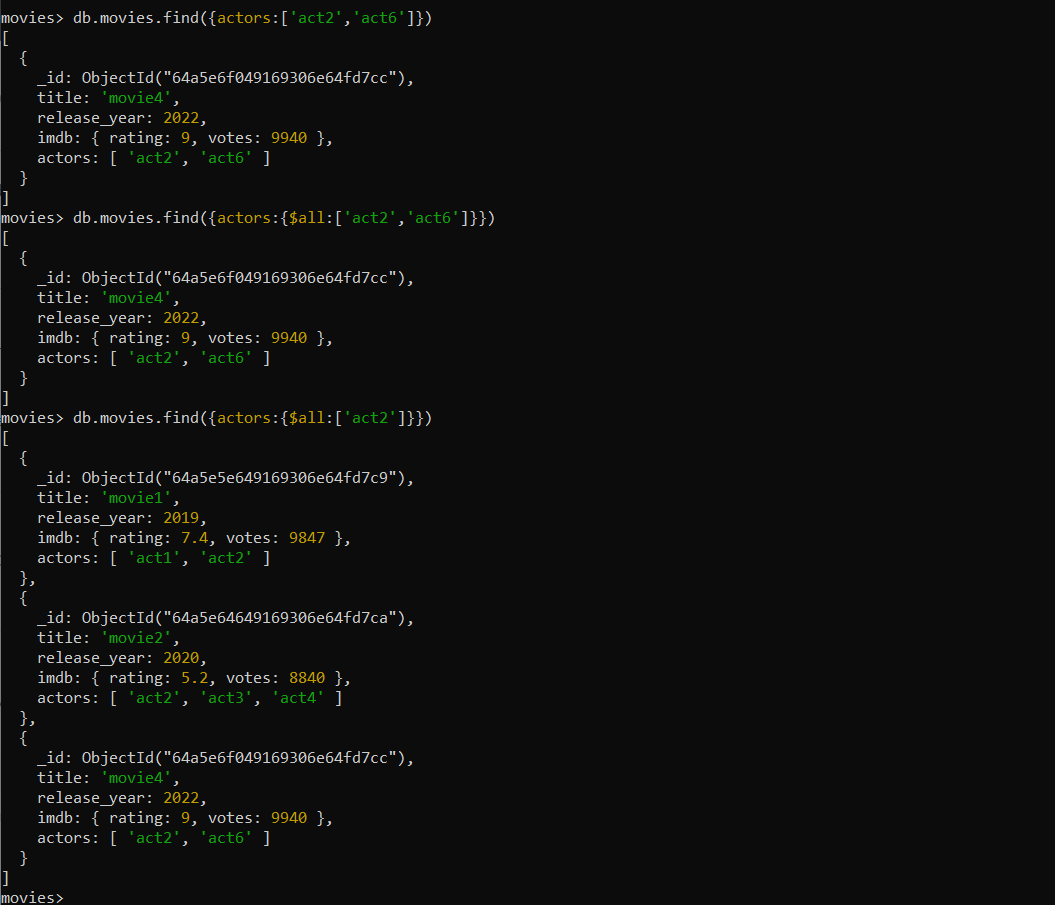 movies> db.movies.find({actors:['act2','act6']})
[
  {
    _id: ObjectId("64a5e6f049169306e64fd7cc"),
    title: 'movie4',
    release_year: 2022,
    imdb: { rating: 9, votes: 9940 },
    actors: [ 'act2', 'act6' ]
  }
]
movies> db.movies.find({actors:{$all:['act2','act6']}})
[
  {
    _id: ObjectId("64a5e6f049169306e64fd7cc"),
    title: 'movie4',
    release_year: 2022,
    imdb: { rating: 9, votes: 9940 },
    actors: [ 'act2', 'act6' ]
  }
]
movies> db.movies.find({actors:{$all:['act2']}})
[
  {
    _id: ObjectId("64a5e5e649169306e64fd7c9"),
    title: 'movie1',
    release_year: 2019,
    imdb: { rating: 7.4, votes: 9847 },
    actors: [ 'act1', 'act2' ]
  },
  {
    _id: ObjectId("64a5e64649169306e64fd7ca"),
    title: 'movie2',
    release_year: 2020,
    imdb: { rating: 5.2, votes: 8840 },
    actors: [ 'act2', 'act3', 'act4' ]
  },
  {
    _id: ObjectId("64a5e6f049169306e64fd7cc"),
    title: 'movie4',
    release_year: 2022,
    imdb: { rating: 9, votes: 9940 },
    actors: [ 'act2', 'act6' ]
  }
]
movies>